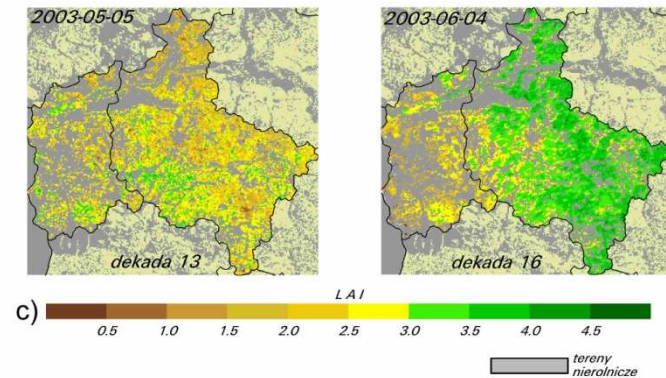 2003-05-05
2003-06-04
dekada 13
dekada 16
L A I
c)
0.5 1.0 1.5 2.0 2.5 3.0 3.5 4.0 4.5
tereny
nierolnicze